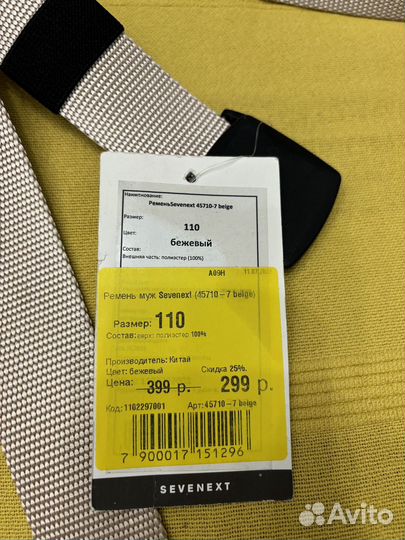 Наименование:
РеменьSevenext 45710-7 beige
Размер:
110
Цвет:
бежевый
Состав:
Внешняя часть: полиэстер (100%)
A09H
Ремень муж Sevenext (45710 – 7 beige)
Размер: 110
Состав: верх: полиэстер 100%
Производитель: Китай
Цвет: бежевый Скидка 25%.
Цена: 399 р. 299 р.
Код: 1102297001 Арт: 45710 – 7 beige
7 900017 151296
SEVENEXT
Avito